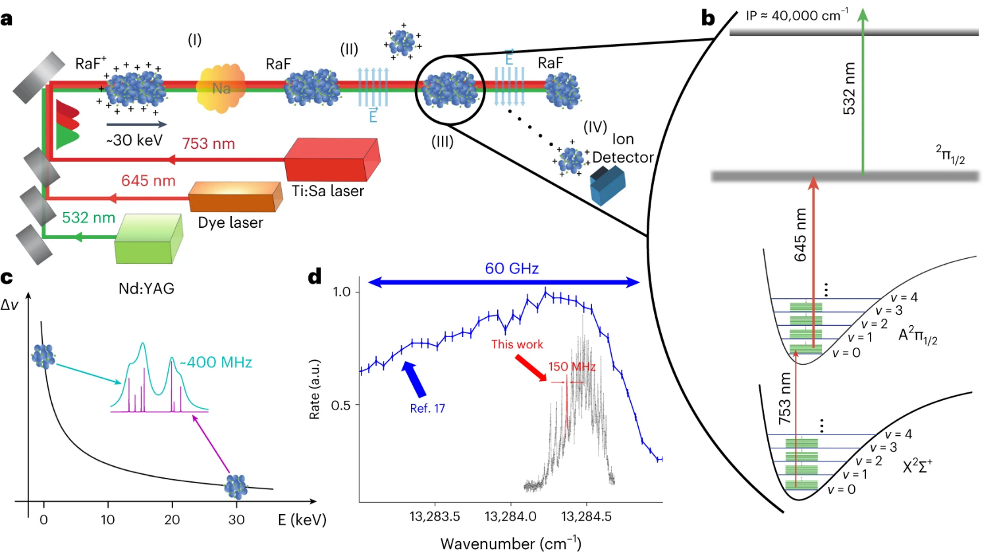 a
(I)
(II)
RaF⁺
RaF
Na
E
E
RaF
~30 keV
(III)
(IV)
Ion
Detector
753 nm
Ti:Sa laser
645 nm
Dye laser
532 nm
Nd:YAG
b
IP ≈ 40,000 cm⁻¹
532 nm
²π₁/₂
645 nm
v = 4
v = 3
v = 2
v = 1
v = 0
A²π₁/₂
753 nm
v = 4
v = 3
v = 2
v = 1
v = 0
X²Σ⁺
c
Δν
~400 MHz
0
10
20
30
E (keV)
d
60 GHz
1.0
0.5
Rate (a.u.)
This work
150 MHz
Ref. 17
13,283.5
13,284.0
13,284.5
Wavenumber (cm⁻¹)